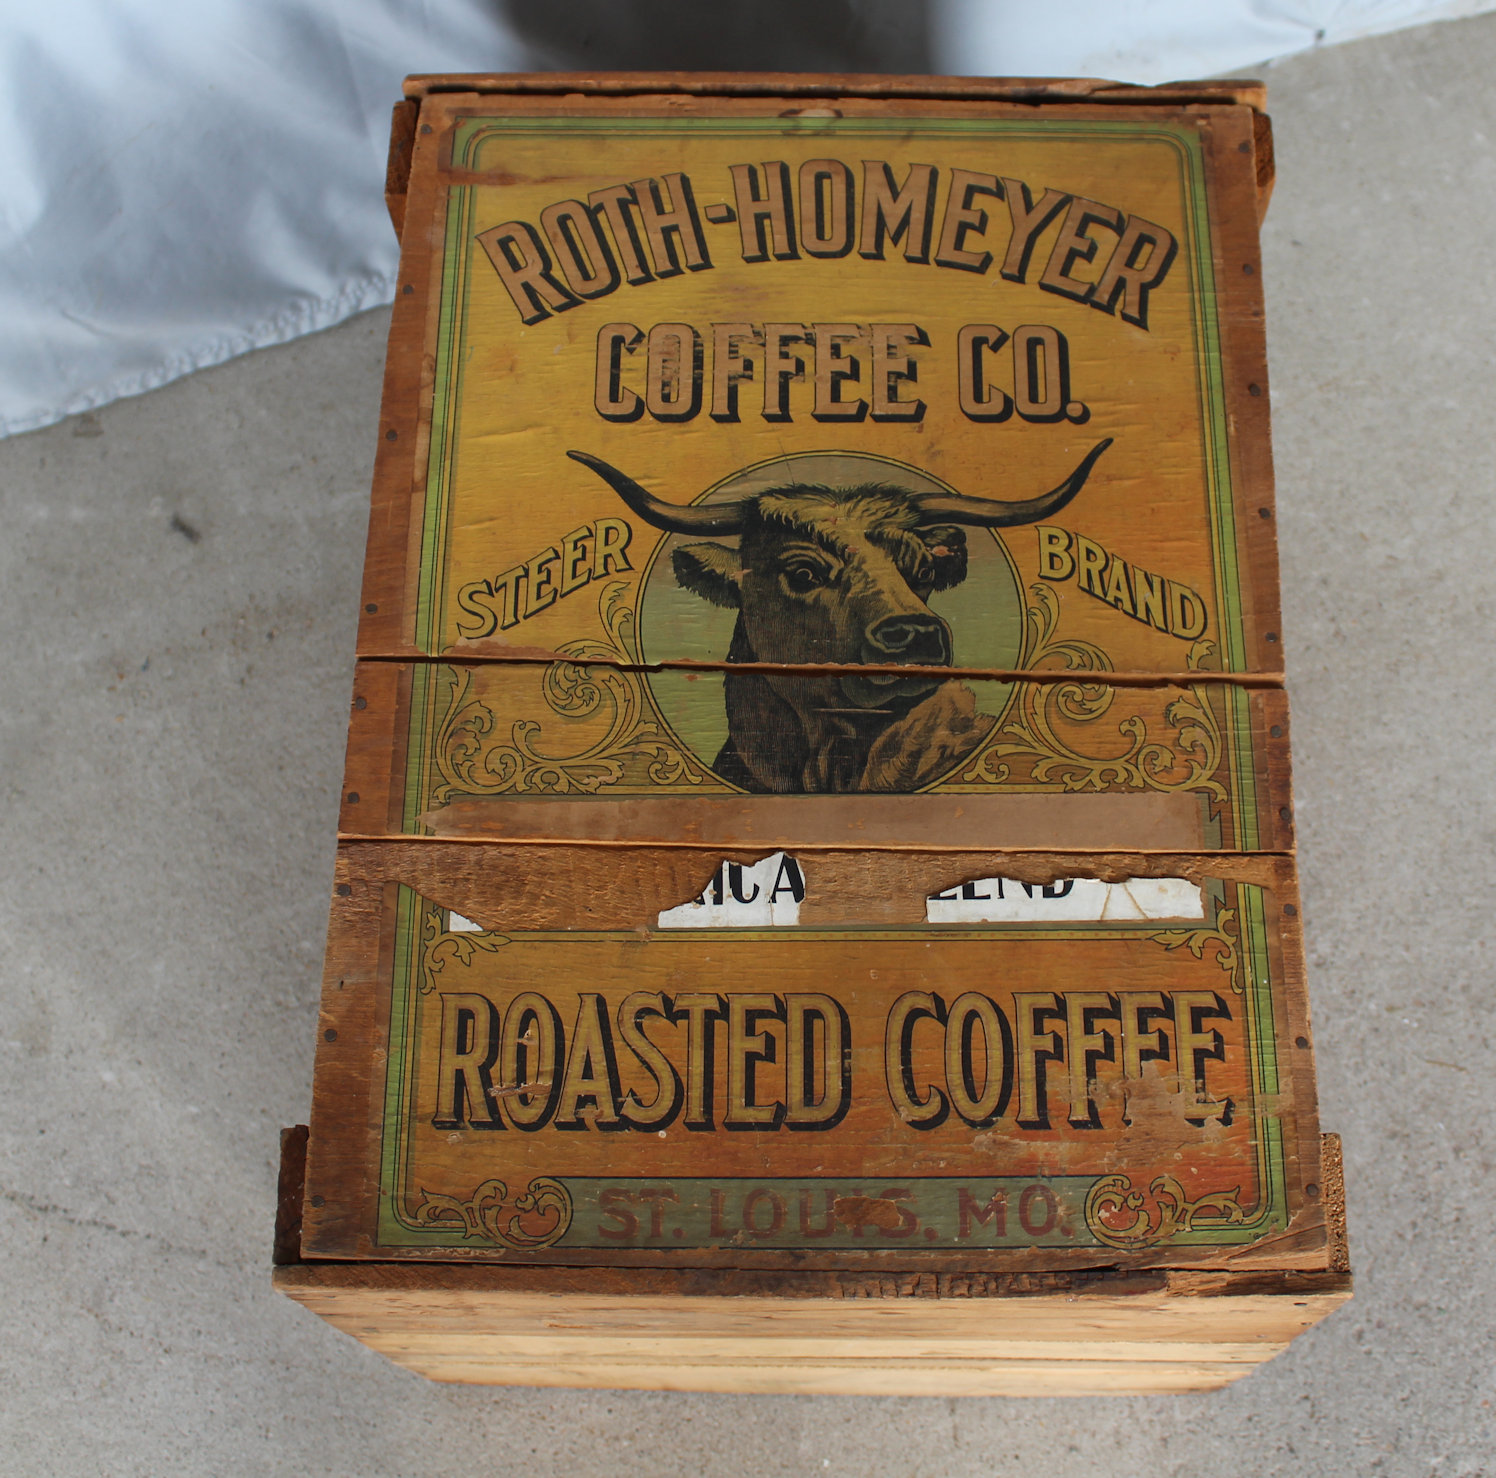 ROTH-HOMEYER
COFFEE CO.
STEER BRAND
ROASTED COFFEE
ST. LOUIS, MO.